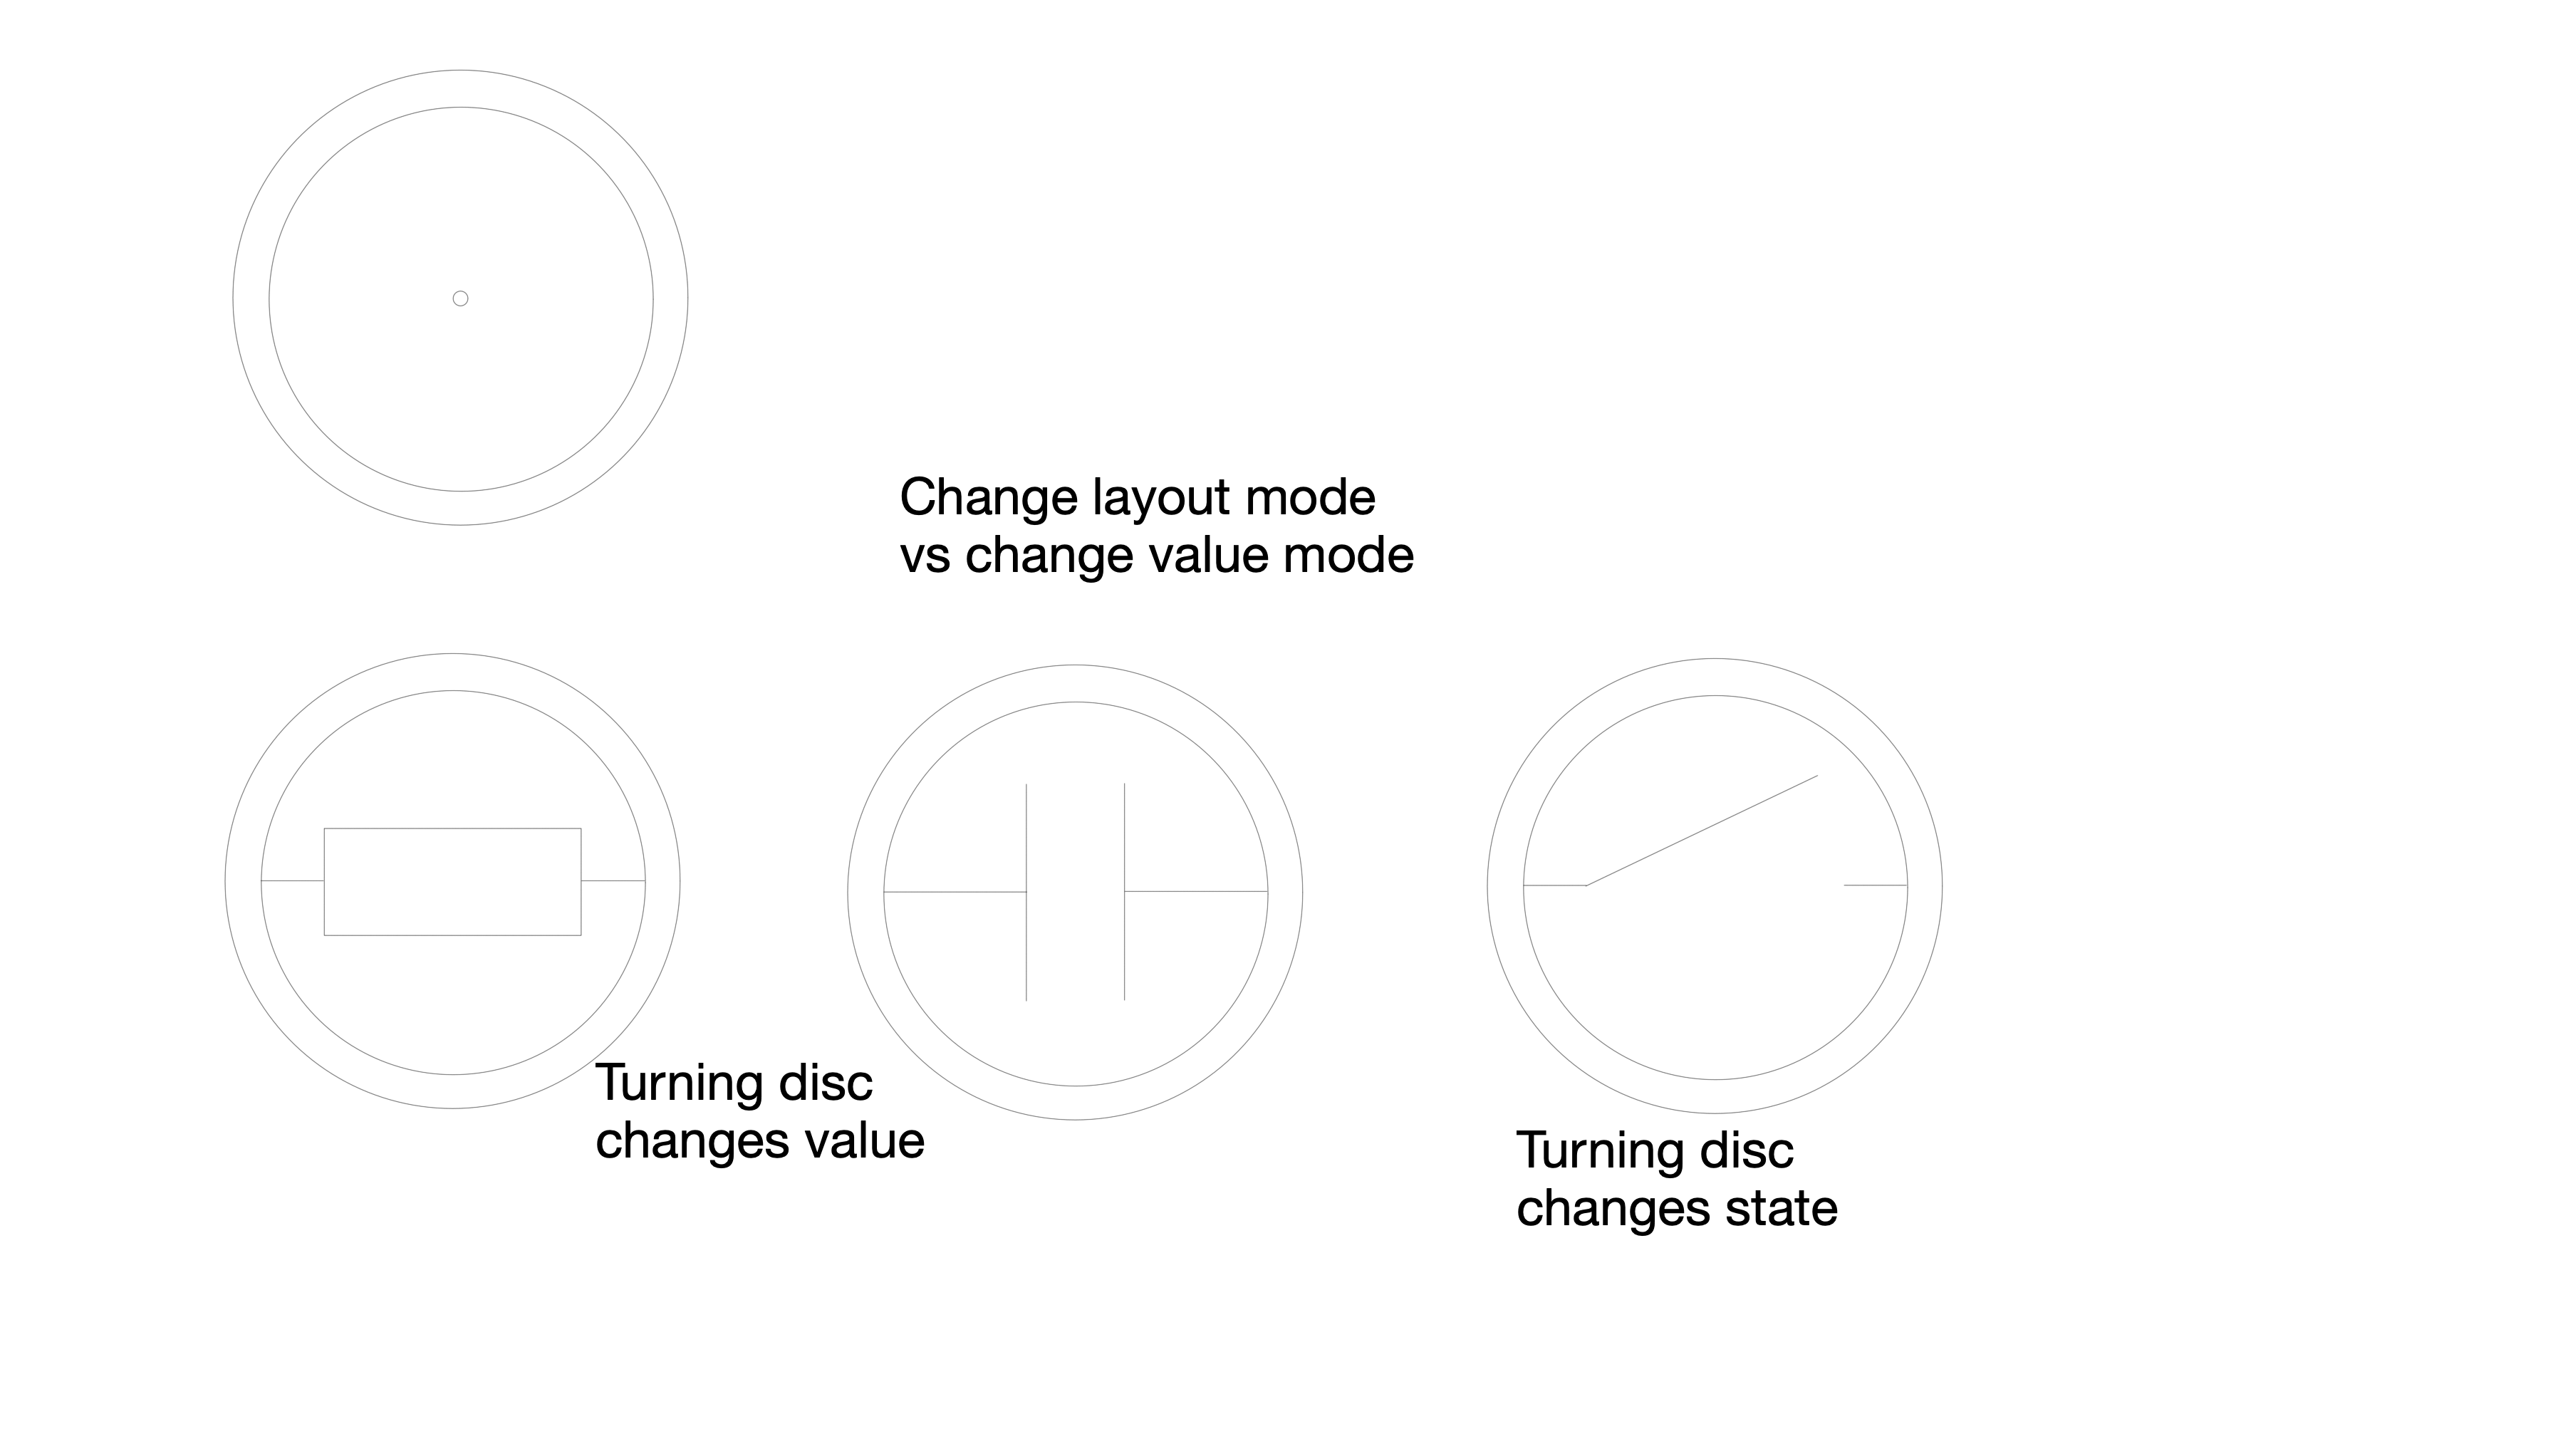 Change layout mode
vs change value mode
Turning disc
changes value
Turning disc
changes state